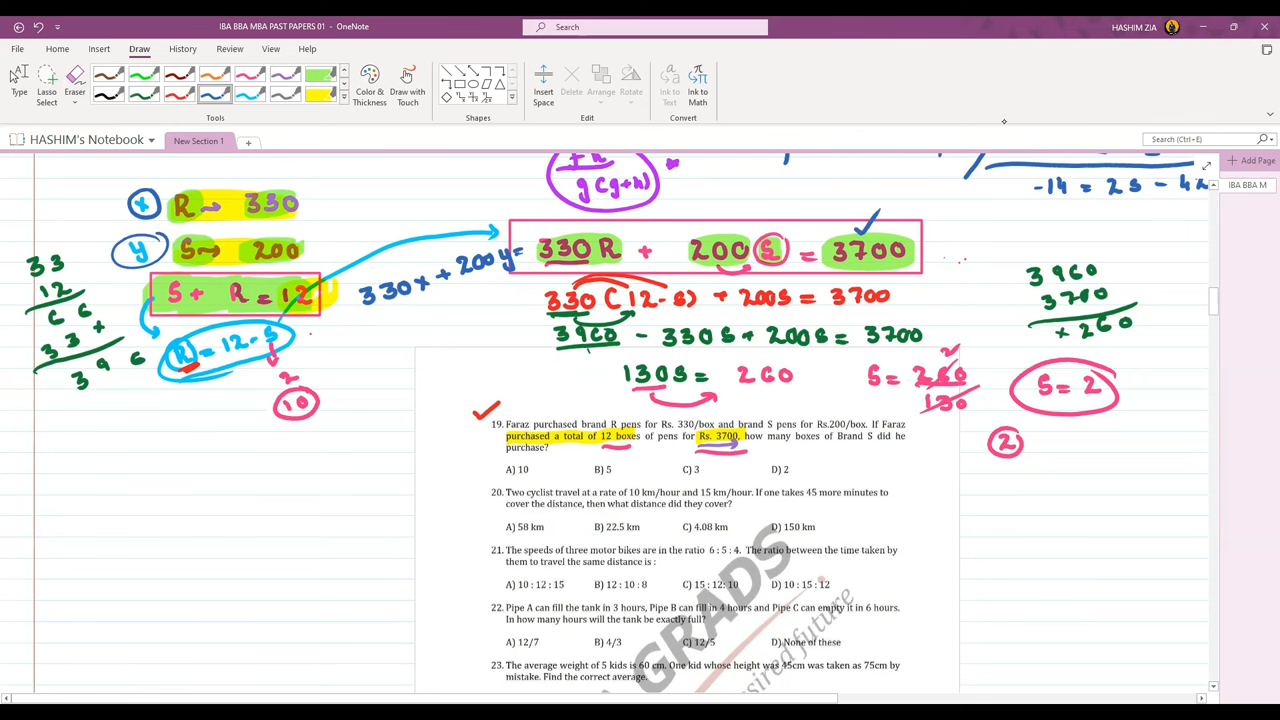 IBA BBA MBA PAST PAPERS 01 - OneNote
Search
HASHIM ZIA
File Home Insert Draw History Review View Help
Type
Lasso Select
Eraser
Color & Thickness
Draw with Touch
Insert Space
Delete
Arrange
Rotate
Ink to Text
Ink to Math
Tools
Shapes
Edit
Convert
HASHIM's Notebook
New Section 1
Search (Ctrl+E)
Add Page
IBA BBA M
g(g+h)
-14 = 2s - 4x
x R → 330
y S → 200
S + R = 12
R = 12 - S
2
10
33
12
66
33 +
396
330x + 200y =
330 R + 200 S = 3700
330 (12 - S) + 200S = 3700
3960 - 330S + 200S = 3700
130S = 260
S = 260/130
2
S = 2
2
3960
3700
+260
19. Faraz purchased brand R pens for Rs. 330/box and brand S pens for Rs.200/box. If Faraz
purchased a total of 12 boxes of pens for Rs. 3700, how many boxes of Brand S did he
purchase?
A) 10 B) 5 C) 3 D) 2
20. Two cyclist travel at a rate of 10 km/hour and 15 km/hour. If one takes 45 more minutes to
cover the distance, then what distance did they cover?
A) 58 km B) 22.5 km C) 4.08 km D) 150 km
21. The speeds of three motor bikes are in the ratio 6 : 5 : 4. The ratio between the time taken by
them to travel the same distance is :
A) 10 : 12 : 15 B) 12 : 10 : 8 C) 15 : 12: 10 D) 10 : 15 : 12
22. Pipe A can fill the tank in 3 hours, Pipe B can fill in 4 hours and Pipe C can empty it in 6 hours.
In how many hours will the tank be exactly full?
A) 12/7 B) 4/3 C) 12/5 D) None of these
23. The average weight of 5 kids is 60 cm. One kid whose height was 45cm was taken as 75cm by
mistake. Find the correct average.
GRADS
desired future